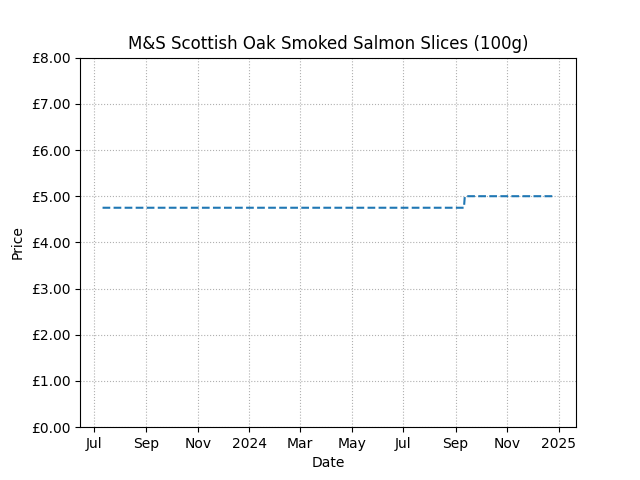 M&S Scottish Oak Smoked Salmon Slices (100g)
£8.00
£7.00
£6.00
£5.00
£4.00
£3.00
£2.00
£1.00
£0.00
Price
Jul Sep Nov 2024 Mar May Jul Sep Nov 2025
Date